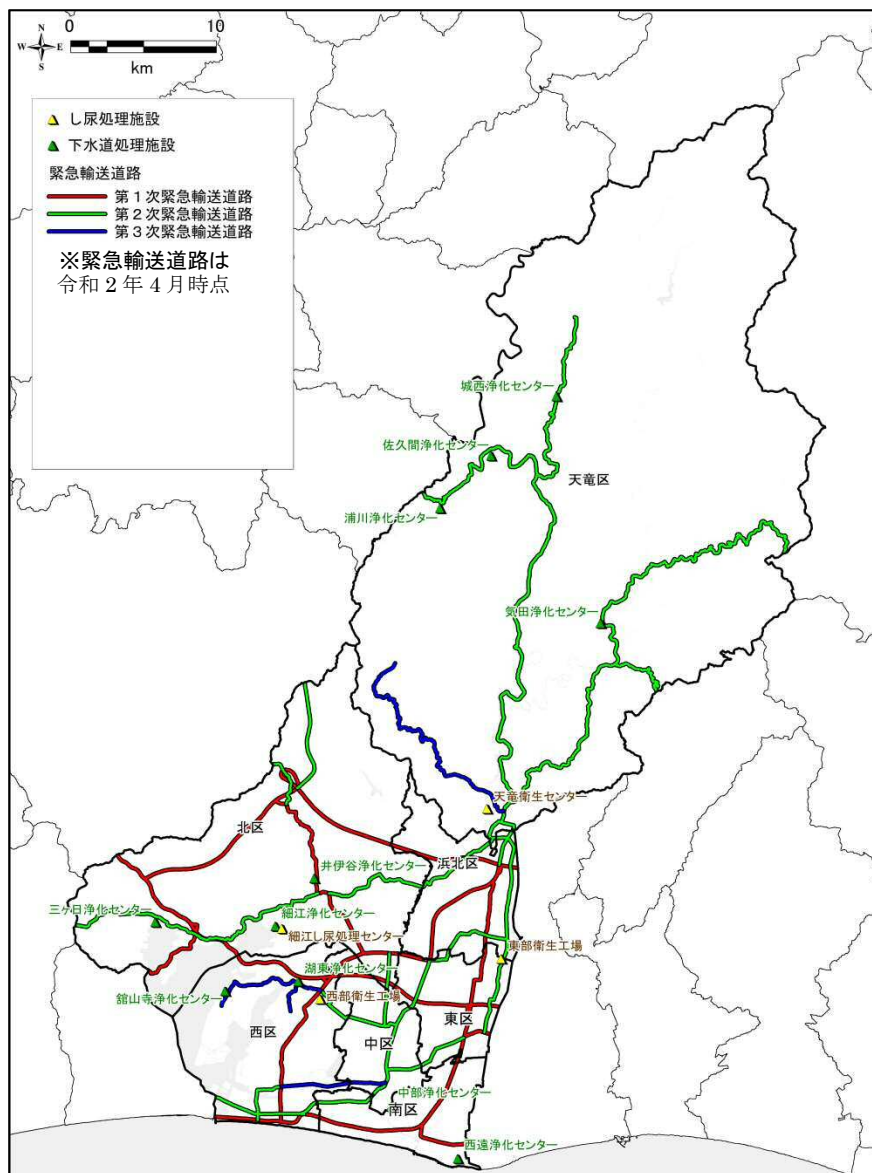 N
W E
S
0 10
km
し尿処理施設
下水道処理施設
緊急輸送道路
第1次緊急輸送道路
第2次緊急輸送道路
第3次緊急輸送道路
※緊急輸送道路は
令和2年4月時点
城西浄化センター
佐久間浄化センター
天竜区
浦川浄化センター
気田浄化センター
天竜衛生センター
北区
浜北区
井伊谷浄化センター
三ヶ日浄化センター
細江浄化センター
細江し尿処理センター
東部衛生工場
湖東浄化センター
舘山寺浄化センター
西部衛生工場
東区
西区
中区
中部浄化センター
南区
西遠浄化センター